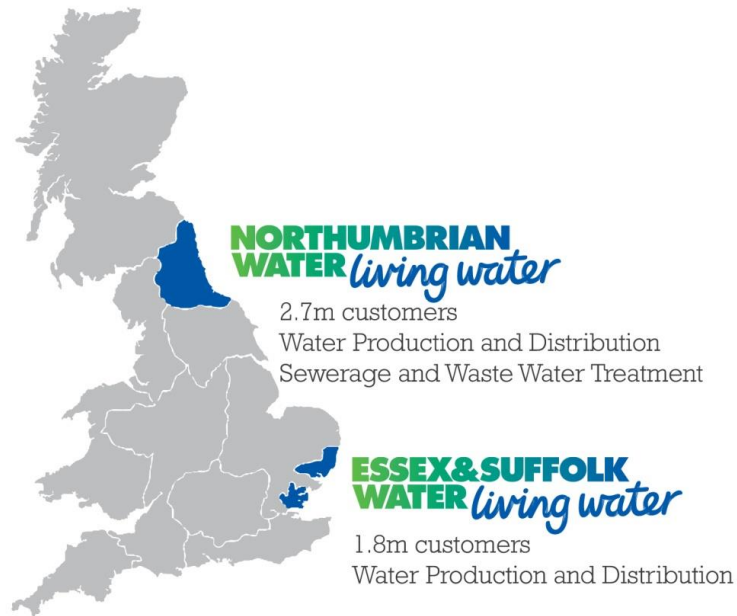 NORTHUMBRIAN
WATER living water
2.7m customers
Water Production and Distribution
Sewerage and Waste Water Treatment
ESSEX&SUFFOLK
WATER living water
1.8m customers
Water Production and Distribution